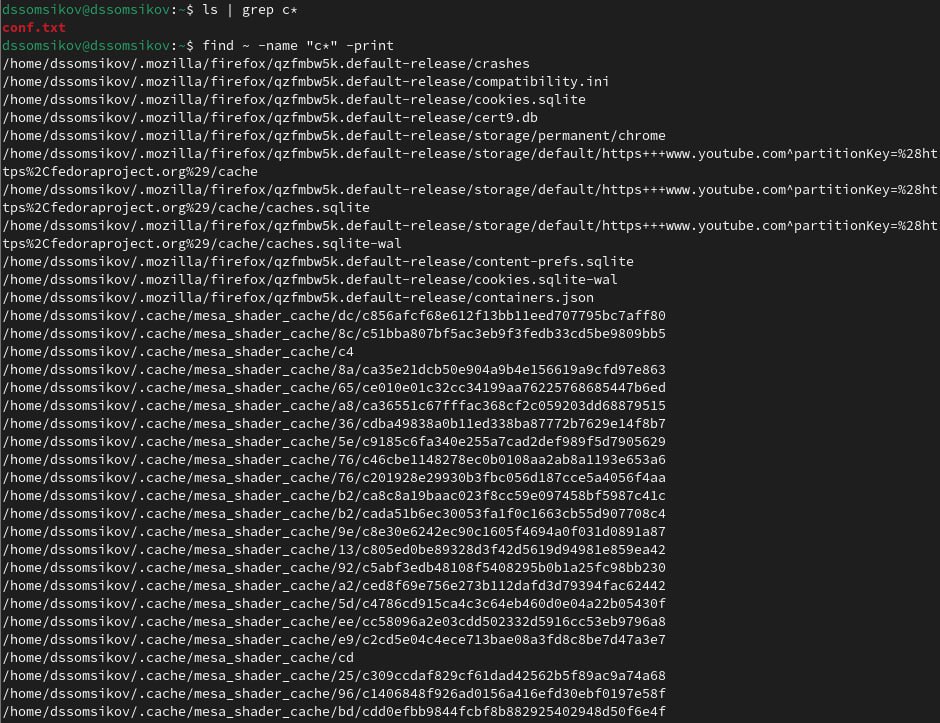 dssomsikov@dssomsikov:~$ ls | grep c*
conf.txt
dssomsikov@dssomsikov:~$ find ~ -name "c*" -print
/home/dssomsikov/.mozilla/firefox/qzfmbw5k.default-release/crashes
/home/dssomsikov/.mozilla/firefox/qzfmbw5k.default-release/compatibility.ini
/home/dssomsikov/.mozilla/firefox/qzfmbw5k.default-release/cookies.sqlite
/home/dssomsikov/.mozilla/firefox/qzfmbw5k.default-release/cert9.db
/home/dssomsikov/.mozilla/firefox/qzfmbw5k.default-release/storage/permanent/chrome
/home/dssomsikov/.mozilla/firefox/qzfmbw5k.default-release/storage/default/https+++www.youtube.com^partitionKey=%28ht
tps%2Cfedoraproject.org%29/cache
/home/dssomsikov/.mozilla/firefox/qzfmbw5k.default-release/storage/default/https+++www.youtube.com^partitionKey=%28ht
tps%2Cfedoraproject.org%29/cache/caches.sqlite
/home/dssomsikov/.mozilla/firefox/qzfmbw5k.default-release/storage/default/https+++www.youtube.com^partitionKey=%28ht
tps%2Cfedoraproject.org%29/cache/caches.sqlite-wal
/home/dssomsikov/.mozilla/firefox/qzfmbw5k.default-release/content-prefs.sqlite
/home/dssomsikov/.mozilla/firefox/qzfmbw5k.default-release/cookies.sqlite-wal
/home/dssomsikov/.mozilla/firefox/qzfmbw5k.default-release/containers.json
/home/dssomsikov/.cache/mesa_shader_cache/dc/c856afcf68e612f13bb11eed707795bc7aff80
/home/dssomsikov/.cache/mesa_shader_cache/8c/c51bba807bf5ac3eb9f3fedb33cd5be9809bb5
/home/dssomsikov/.cache/mesa_shader_cache/c4
/home/dssomsikov/.cache/mesa_shader_cache/8a/ca35e21dcb50e904a9b4e156619a9cfd97e863
/home/dssomsikov/.cache/mesa_shader_cache/65/ce010e01c32cc34199aa76225768685447b6ed
/home/dssomsikov/.cache/mesa_shader_cache/a8/ca36551c67fffac368cf2c059203dd68879515
/home/dssomsikov/.cache/mesa_shader_cache/36/cdba49838a0b11ed338ba87772b7629e14f8b7
/home/dssomsikov/.cache/mesa_shader_cache/5e/c9185c6fa340e255a7cad2def989f5d7905629
/home/dssomsikov/.cache/mesa_shader_cache/76/c46cbe1148278ec0b0108aa2ab8a1193e653a6
/home/dssomsikov/.cache/mesa_shader_cache/76/c201928e29930b3fbc056d187cce5a4056f4aa
/home/dssomsikov/.cache/mesa_shader_cache/b2/ca8c8a19baac023f8cc59e097458bf5987c41c
/home/dssomsikov/.cache/mesa_shader_cache/b2/cada51b6ec30053fa1f0c1663cb55d907708c4
/home/dssomsikov/.cache/mesa_shader_cache/9e/c8e30e6242ec90c1605f4694a0f031d0891a87
/home/dssomsikov/.cache/mesa_shader_cache/13/c805ed0be89328d3f42d5619d94981e859ea42
/home/dssomsikov/.cache/mesa_shader_cache/92/c5abf3edb48108f5408295b0b1a25fc98bb230
/home/dssomsikov/.cache/mesa_shader_cache/a2/ced8f69e756e273b112dafd3d79394fac62442
/home/dssomsikov/.cache/mesa_shader_cache/5d/c4786cd915ca4c3c64eb460d0e04a22b05430f
/home/dssomsikov/.cache/mesa_shader_cache/ee/cc58096a2e03cdd502332d5916cc53eb9796a8
/home/dssomsikov/.cache/mesa_shader_cache/e9/c2cd5e04c4ece713bae08a3fd8c8be7d47a3e7
/home/dssomsikov/.cache/mesa_shader_cache/cd
/home/dssomsikov/.cache/mesa_shader_cache/25/c309ccdaf829cf61dad42562b5f89ac9a74a68
/home/dssomsikov/.cache/mesa_shader_cache/96/c1406848f926ad0156a416efd30ebf0197e58f
/home/dssomsikov/.cache/mesa_shader_cache/bd/cdd0efbb9844fcbf8b882925402948d50f6e4f